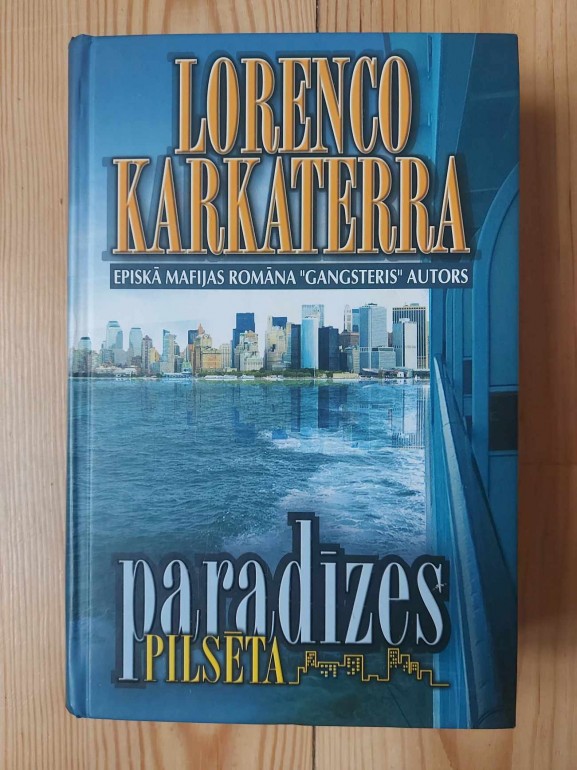 LORENCO
KARKATERRA
EPISKĀ MAFIJAS ROMĀNA "GANGSTERIS" AUTORS
paradīzes
PILSĒTA